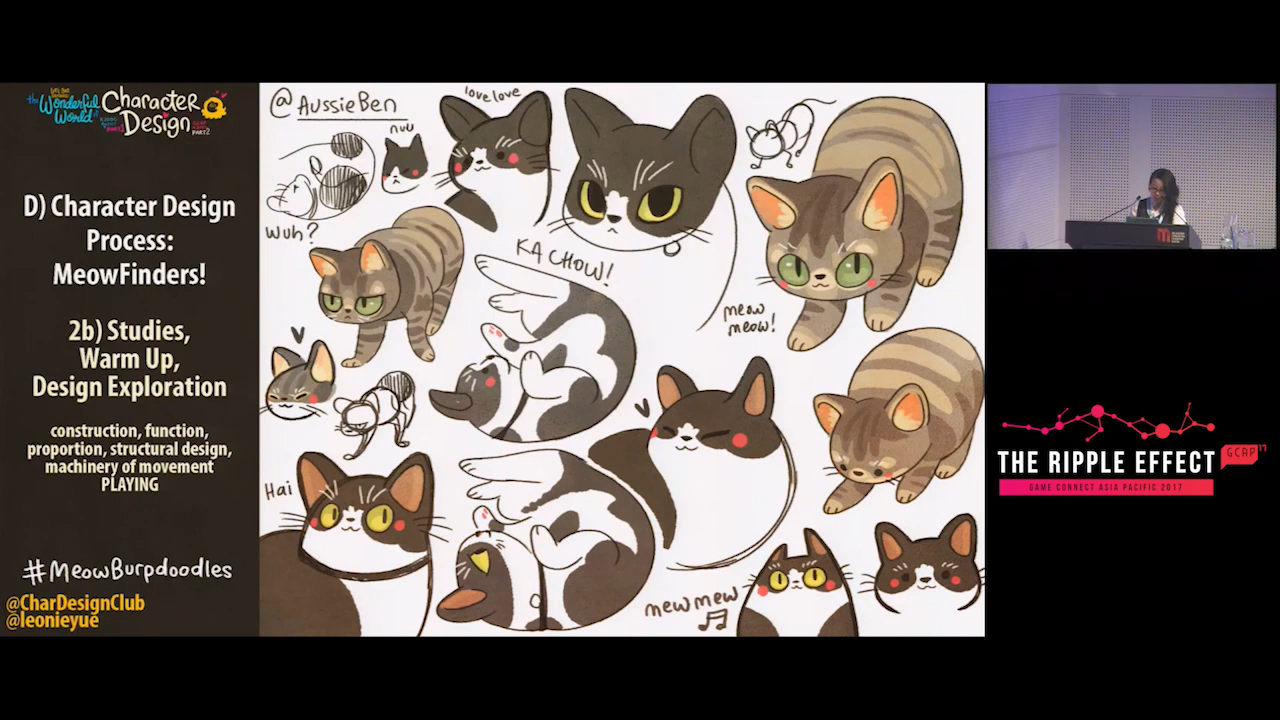 the Wonderful World of
Character Design
PART 2
D) Character Design
Process:
MeowFinders!
2b) Studies,
Warm Up,
Design Exploration
construction, function,
proportion, structural design,
machinery of movement
PLAYING
#MeowBurpdoodles
@CharDesignClub
@leonieyue
@AussieBen
nuu
love love
wuh?
KA CHOW!
meow
meow!
Hai
mew mew
THE RIPPLE EFFECT
GCAP 17
GAME CONNECT ASIA PACIFIC 2017